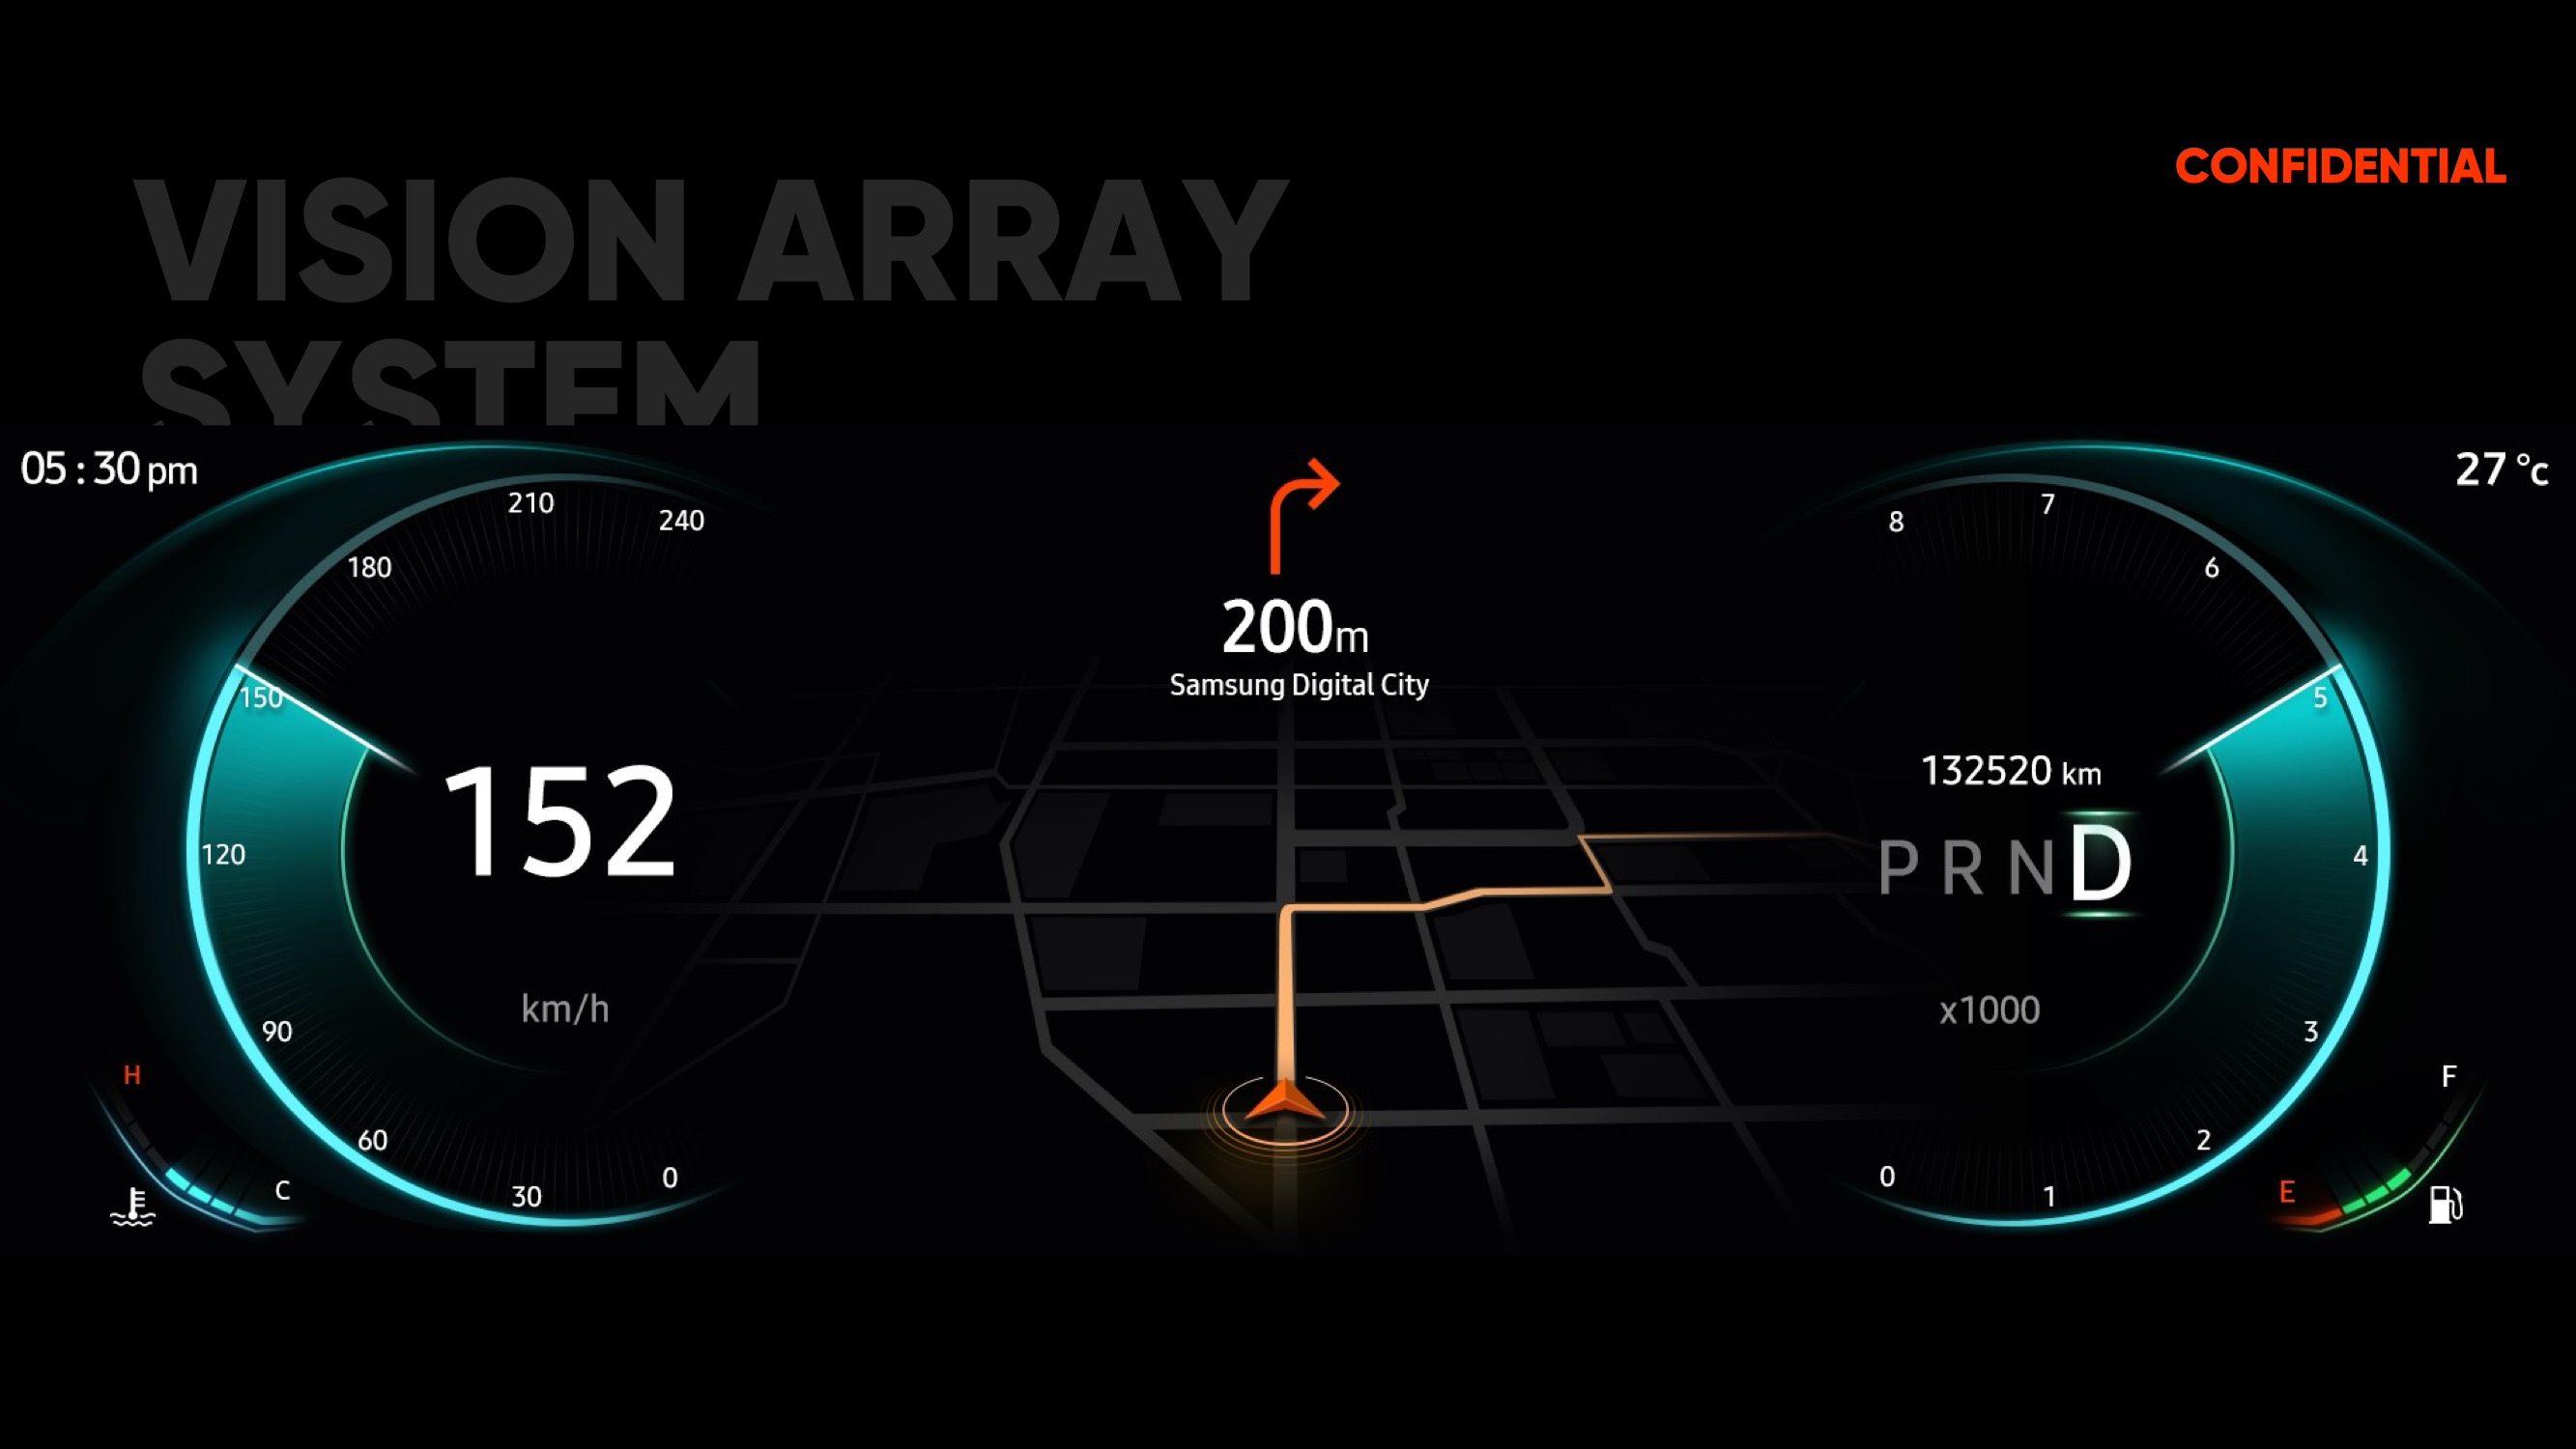 CONFIDENTIAL
VISION ARRAY
SYSTEM
05:30 pm
27 °c
210
240
180
150
120
90
60
30
0
152
km/h
H
C
200m
Samsung Digital City
8
7
6
5
4
3
2
1
0
132520 km
P R N D
x1000
F
E